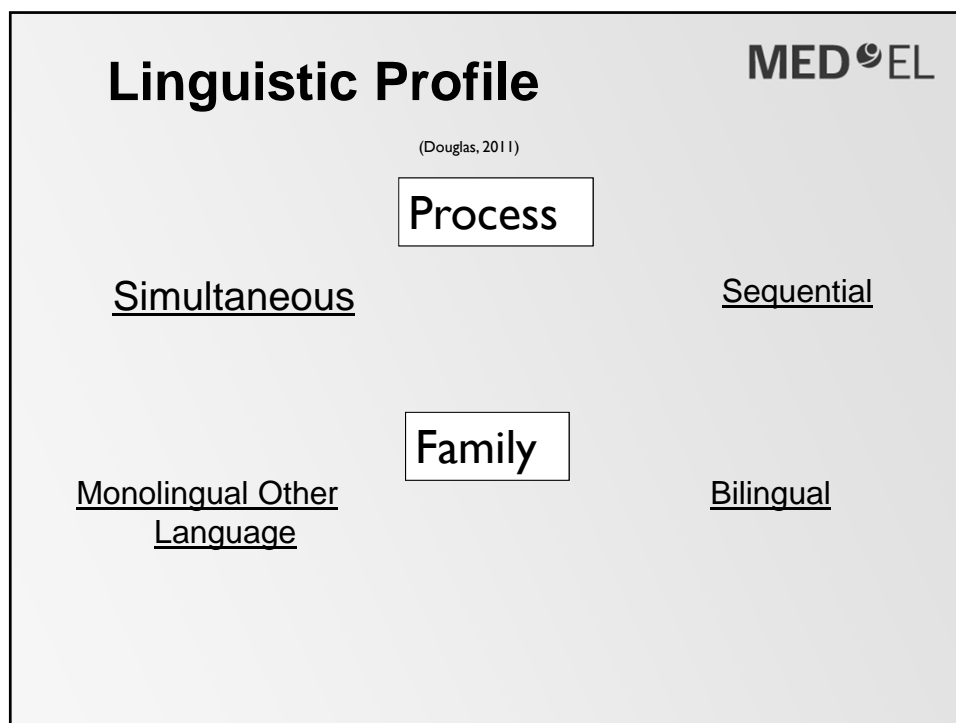 Linguistic Profile
MED EL
(Douglas, 2011)
Process
Simultaneous
Sequential
Family
Monolingual Other
Language
Bilingual